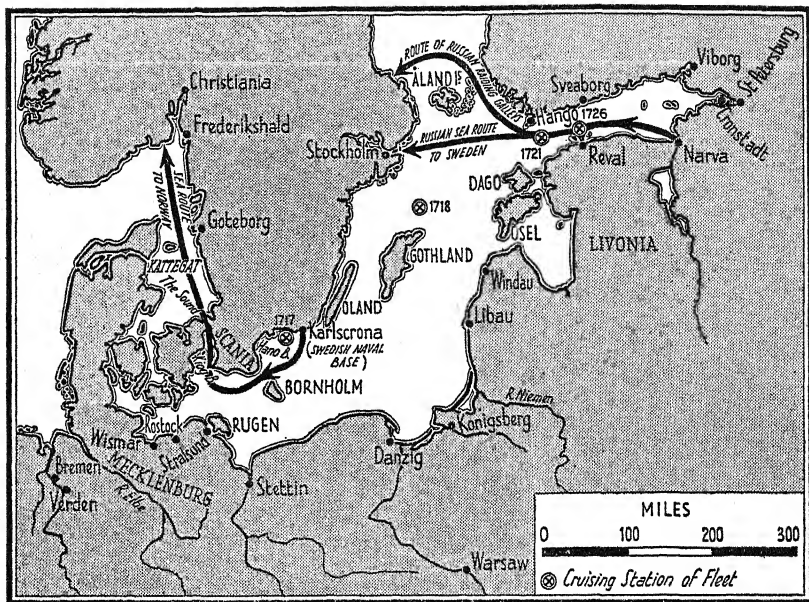 Christiania
Frederikshald
ROUTE OF RUSSIAN RAIDING GALLEYS
ÅLAND IS
Viborg
Sveaborg
St Petersburg
Cronstadt
Hango
1726
Stockholm
RUSSIAN SEA ROUTE
TO SWEDEN
1721
Reval
Narva
SEA ROUTE
TO NORWAY
Goteborg
DAGO
1718
OSEL
LIVONIA
GOTHLAND
KATTEGAT
The Sound
Windau
OLAND
Libau
SCANIA
1717
Hano B.
Karlscrona
(SWEDISH NAVAL
BASE)
BORNHOLM
R. Niemen
Rostock
RUGEN
Konigsberg
Wismar
Stralsund
Danzig
Bremen
MECKLENBURG
Verden
R. Elbe
Stettin
Warsaw
MILES
0 100 200 300
Cruising Station of Fleet